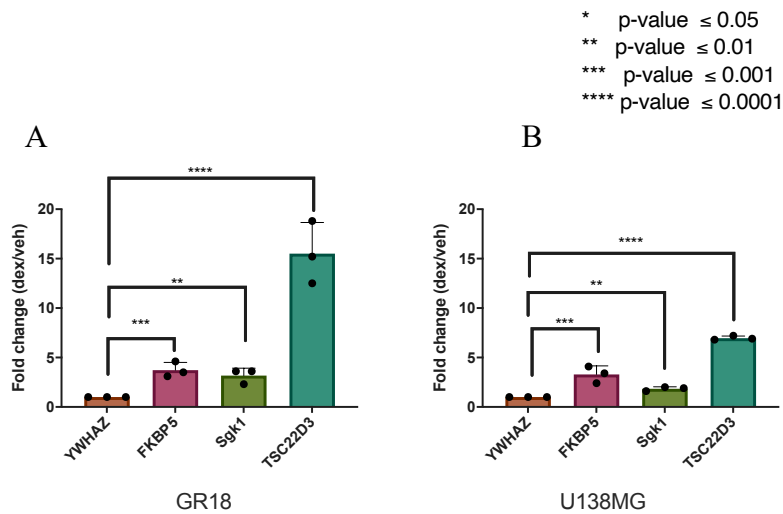 * p-value ≤ 0.05
** p-value ≤ 0.01
*** p-value ≤ 0.001
**** p-value ≤ 0.0001
A
B
****
**
***
Fold change (dex/veh)
20
15
10
5
0
YWHAZ
FKBP5
Sgk1
TSC22D3
GR18
****
**
***
Fold change (dex/veh)
20
15
10
5
0
YWHAZ
FKBP5
Sgk1
TSC22D3
U138MG